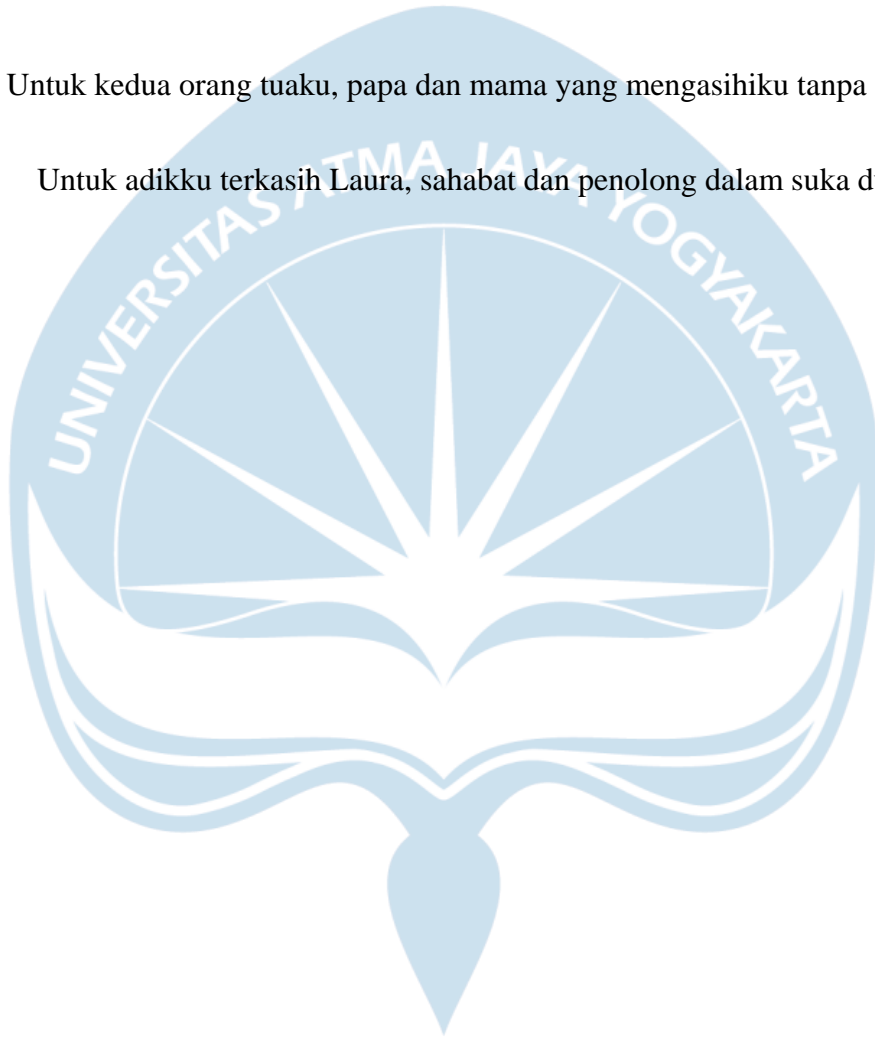 Untuk kedua orang tuaku, papa dan mama yang mengasihiku tanpa
Untuk adikku terkasih Laura, sahabat dan penolong dalam suka
UNIVERSITAS ATMA JAYA YOGYAKARTA